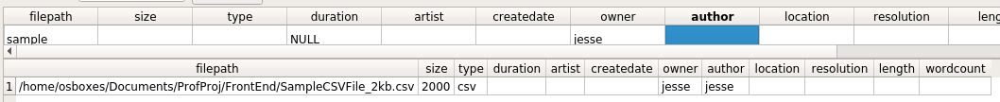 filepath size type duration artist createdate owner author location resolution leng
sample NULL jesse
filepath size type duration artist createdate owner author location resolution length wordcount
1 /home/osboxes/Documents/ProfProj/FrontEnd/SampleCSVFile_2kb.csv 2000 csv jesse jesse